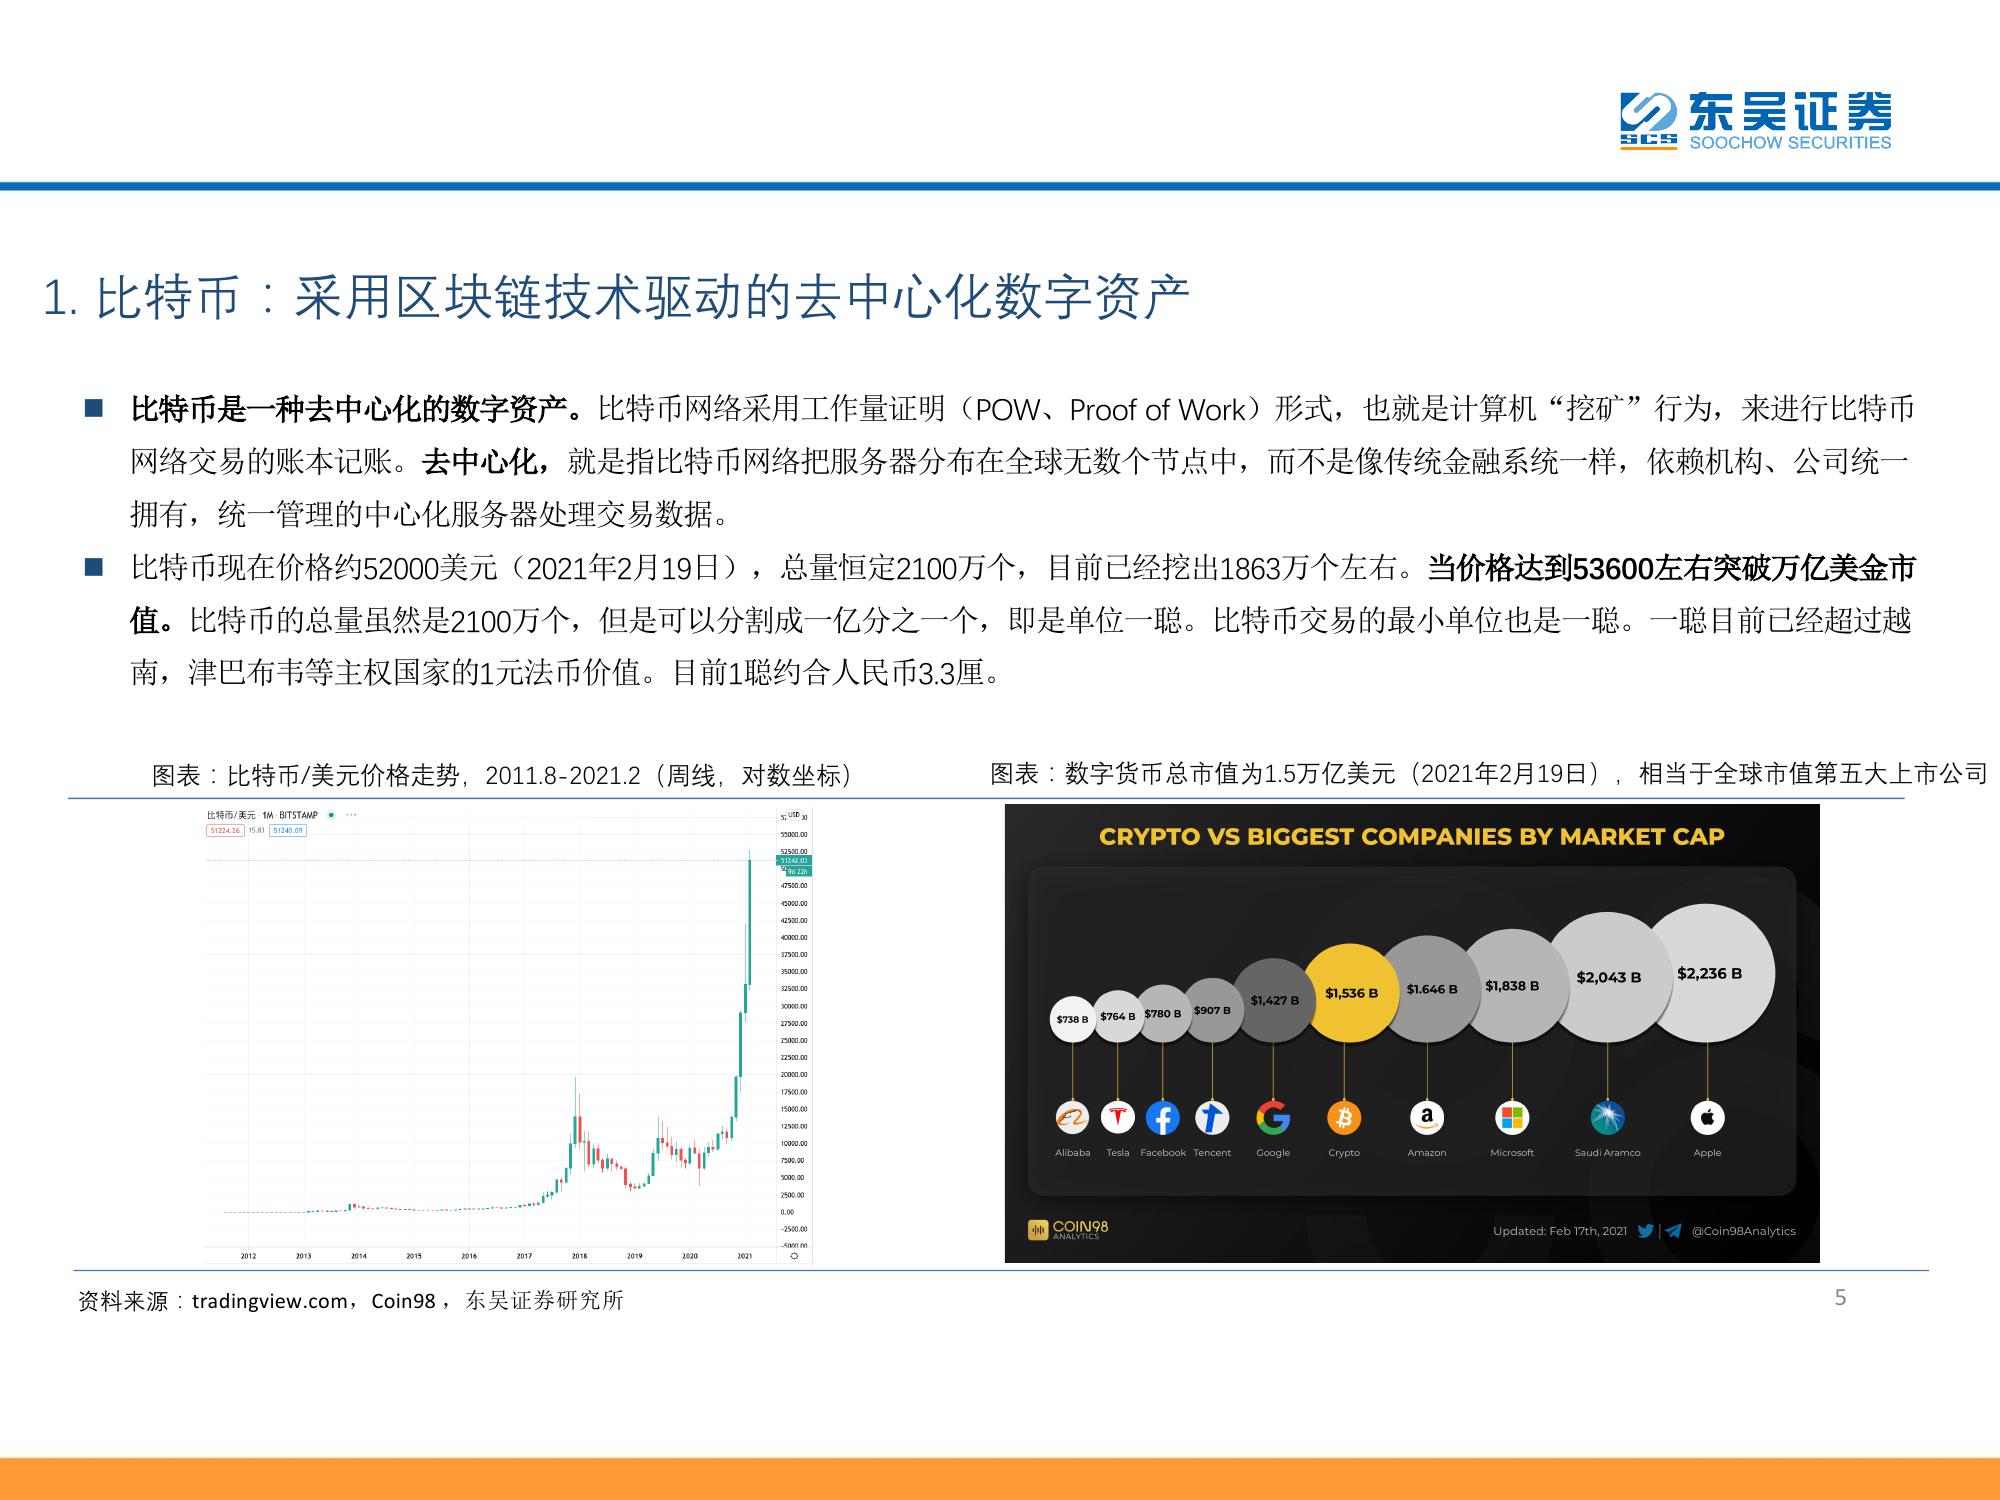 东吴证券
SCS
SOOCHOW SECURITIES
1. 比特币：采用区块链技术驱动的去中心化数字资产
比特币是一种去中心化的数字资产。比特币网络采用工作量证明（POW、Proof of Work）形式，也就是计算机“挖矿”行为，来进行比特币
网络交易的账本记账。去中心化，就是指比特币网络把服务器分布在全球无数个节点中，而不是像传统金融系统一样，依赖机构、公司统一
拥有，统一管理的中心化服务器处理交易数据。
比特币现在价格约52000美元（2021年2月19日），总量恒定2100万个，目前已经挖出1863万个左右。当价格达到53600左右突破万亿美金市
值。比特币的总量虽然是2100万个，但是可以分割成一亿分之一个，即是单位一聪。比特币交易的最小单位也是一聪。一聪目前已经超过越
南，津巴布韦等主权国家的1元法币价值。目前1聪约合人民币3.3厘。
图表：比特币/美元价格走势，2011.8-2021.2（周线，对数坐标）
比特币/美元 · 1M · BITSTAMP
51224.26 15.83 51240.09
USD
55000.00
52500.00
51242.03
9d 22h
47500.00
45000.00
42500.00
40000.00
37500.00
35000.00
32500.00
30000.00
27500.00
25000.00
22500.00
20000.00
17500.00
15000.00
12500.00
10000.00
7500.00
5000.00
2500.00
0.00
-2500.00
-5000.00
2012 2013 2014 2015 2016 2017 2018 2019 2020 2021
图表：数字货币总市值为1.5万亿美元（2021年2月19日），相当于全球市值第五大上市公司
CRYPTO VS BIGGEST COMPANIES BY MARKET CAP
$738 B $764 B $780 B $907 B $1,427 B $1,536 B $1.646 B $1,838 B $2,043 B $2,236 B
Alibaba Tesla Facebook Tencent Google Crypto Amazon Microsoft Saudi Aramco Apple
COIN98
ANALYTICS
Updated: Feb 17th, 2021 @Coin98Analytics
资料来源：tradingview.com，Coin98 ，东吴证券研究所
5